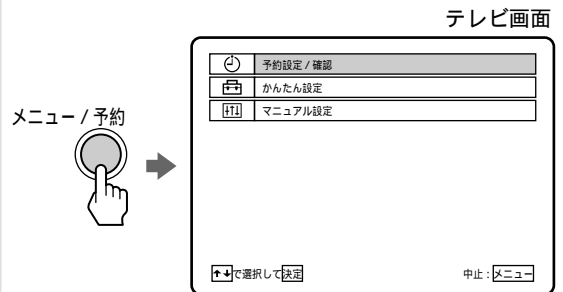 テレビ画面
予約設定 / 確認
かんたん設定
マニュアル設定
メニュー / 予約
↑↓で選択して決定
中止 : メニュー